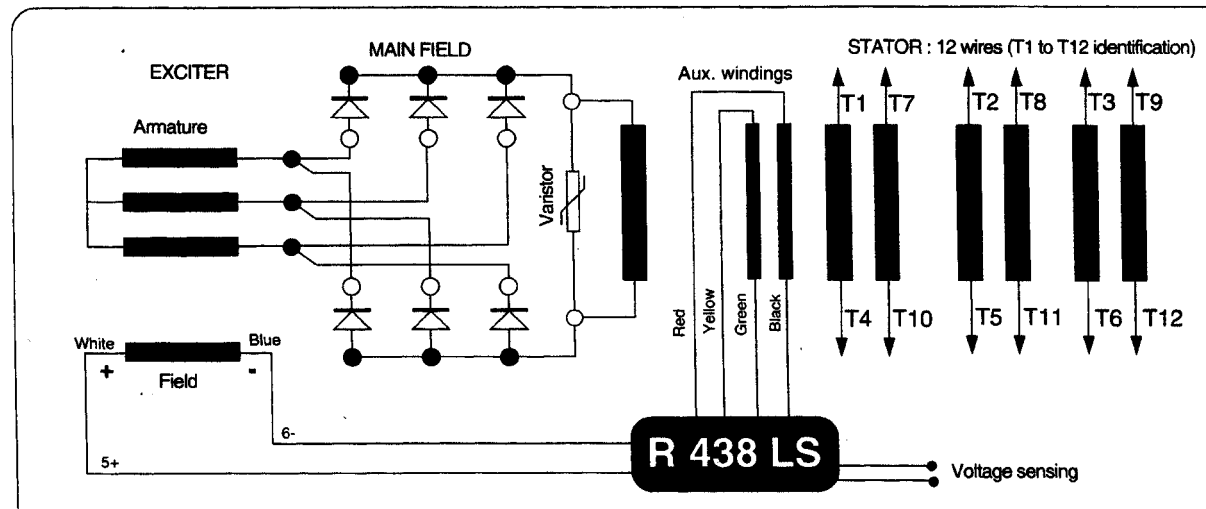 MAIN FIELD
STATOR : 12 wires (T1 to T12 identification)
EXCITER
Aux. windings
T1
T7
T2
T8
T3
T9
Armature
Varistor
Red
Yellow
Green
Black
T4
T10
T5
T11
T6
T12
White
Blue
+
-
Field
6-
5+
R 438 LS
Voltage sensing